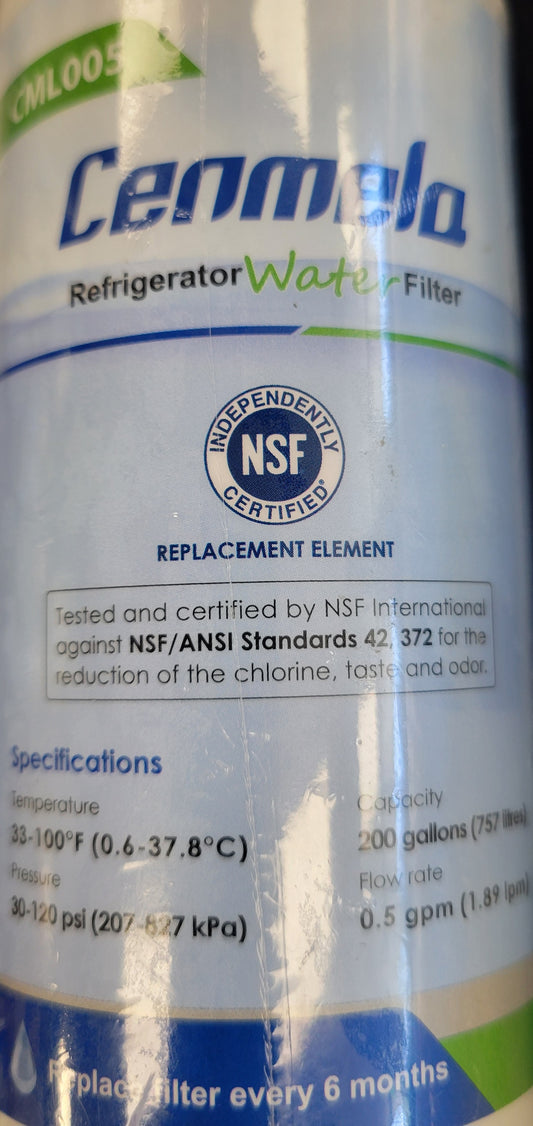 CML005
Cenmela
Refrigerator Water Filter
INDEPENDENTLY
NSF
CERTIFIED®
REPLACEMENT ELEMENT
Tested and certified by NSF International
against NSF/ANSI Standards 42, 372 for the
reduction of the chlorine, taste and odor.
Specifications
Temperature
33-100°F (0.6-37.8°C)
Pressure
30-120 psi (207-827 kPa)
Capacity
200 gallons (757 litres)
Flow rate
0.5 gpm (1.89 lpm)
Replace filter every 6 months